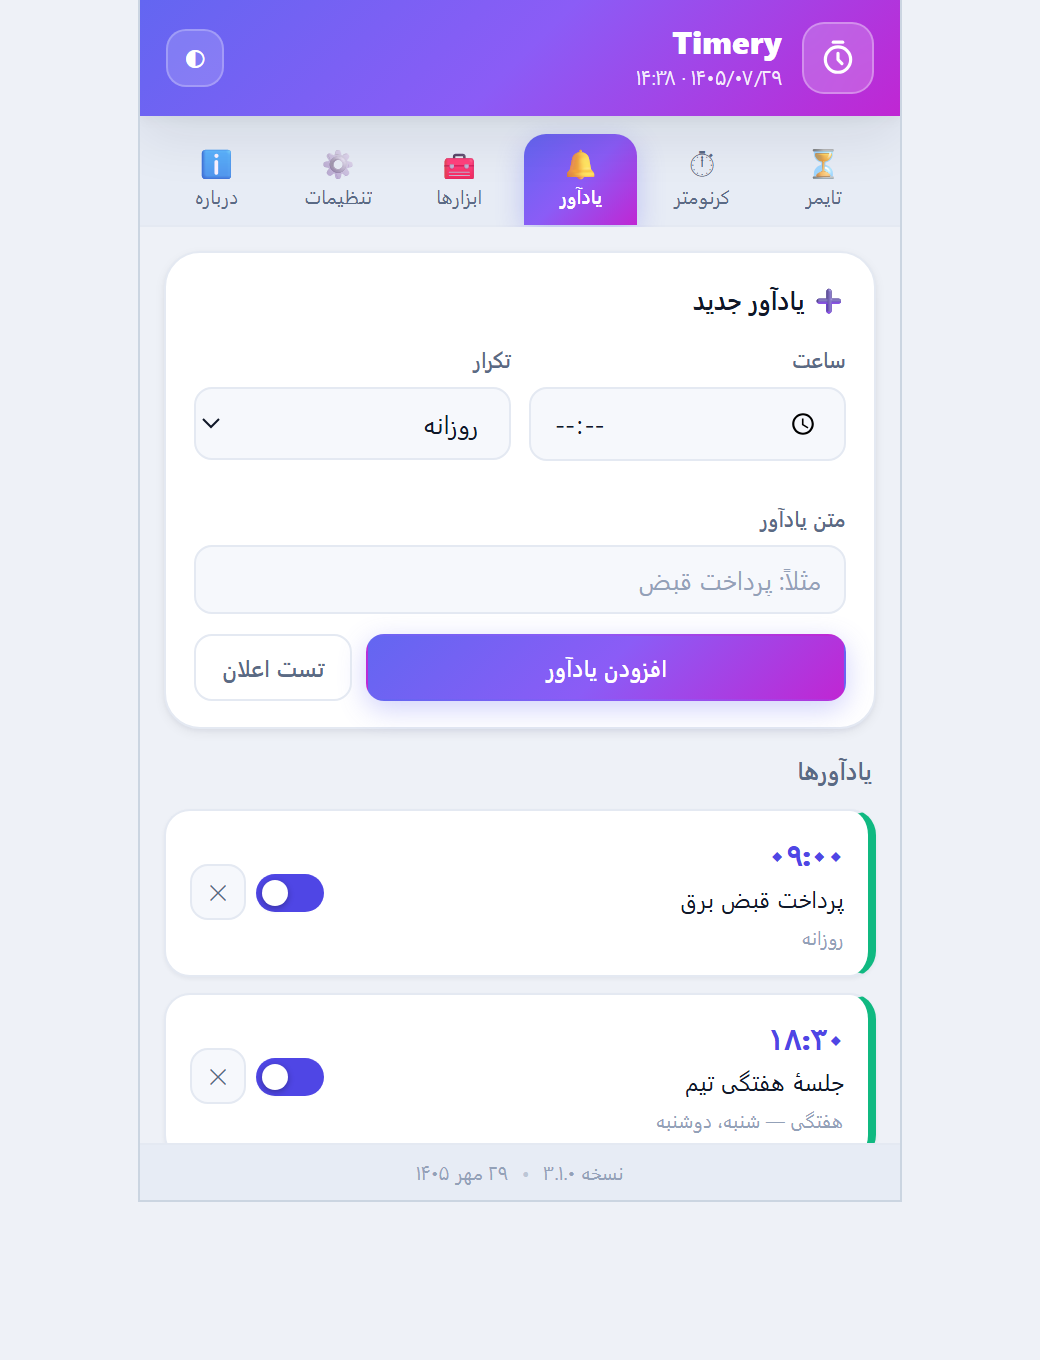 Timery
۱۴۰۵/۰۷/۲۹ · ۱۴:۳۸
تایمر
کرنومتر
یادآور
ابزارها
تنظیمات
درباره
یادآور جدید
ساعت
تکرار
--:--
روزانه
متن یادآور
مثلاً: پرداخت قبض
افزودن یادآور
تست اعلان
یادآورها
۰۹:۰۰
پرداخت قبض برق
روزانه
۱۸:۳۰
جلسهٔ هفتگی تیم
هفتگی — شنبه، دوشنبه
نسخه ۳.۱.۰ • ۲۹ مهر ۱۴۰۵